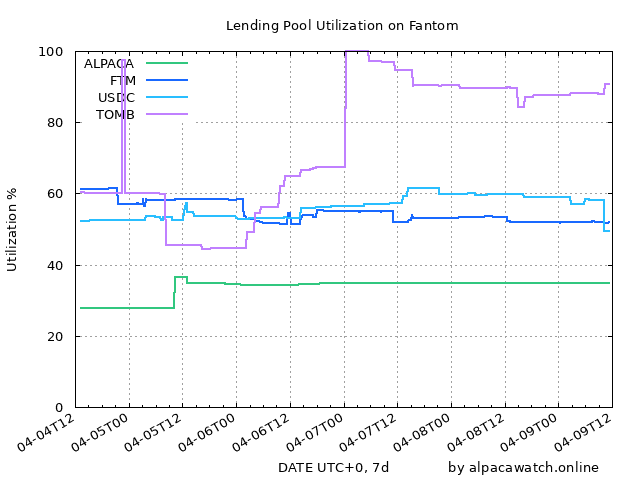 Lending Pool Utilization on Fantom
ALPACA
FTM
USDC
TOMB
Utilization %
100
80
60
40
20
0
04-04T12
04-05T00
04-05T12
04-06T00
04-06T12
04-07T00
04-07T12
04-08T00
04-08T12
04-09T00
04-09T12
DATE UTC+0, 7d
by alpacawatch.online